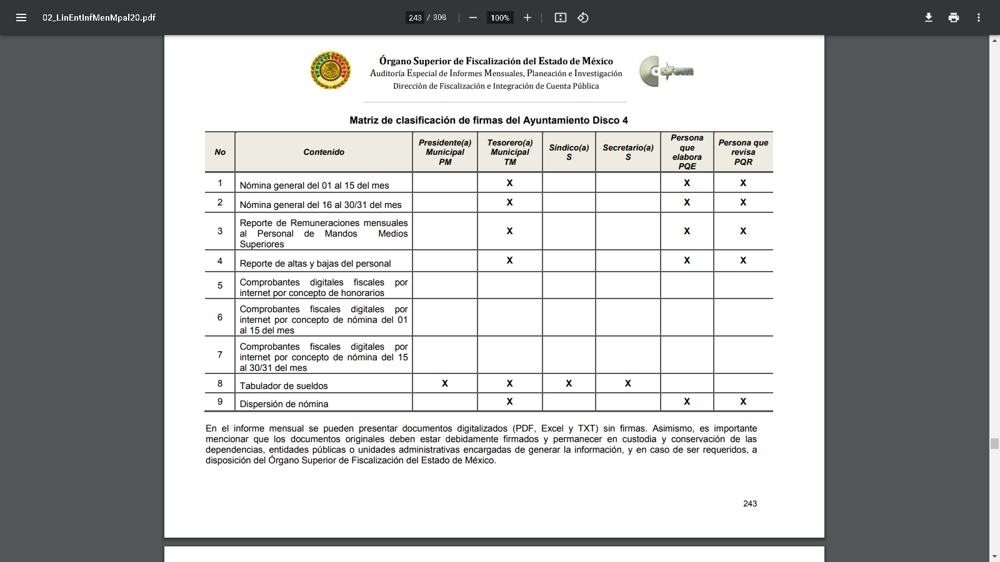 02_LinEntInfMenMpal20.pdf
243 / 308
100%
Órgano Superior de Fiscalización del Estado de México
Auditoría Especial de Informes Mensuales, Planeación e Investigación
Dirección de Fiscalización e Integración de Cuenta Pública
osfem
Matriz de clasificación de firmas del Ayuntamiento Disco 4
No
Contenido
Presidente(a)
Municipal
PM
Tesorero(a)
Municipal
TM
Síndico(a)
S
Secretario(a)
S
Persona
que
elabora
PQE
Persona que
revisa
PQR
1 Nómina general del 01 al 15 del mes X X X
2 Nómina general del 16 al 30/31 del mes X X X
3 Reporte de Remuneraciones mensuales
al Personal de Mandos Medios
Superiores X X X
4 Reporte de altas y bajas del personal X X X
5 Comprobantes digitales fiscales por
internet por concepto de honorarios
6 Comprobantes fiscales digitales por
internet por concepto de nómina del 01
al 15 del mes
7 Comprobantes fiscales digitales por
internet por concepto de nómina del 15
al 30/31 del mes
8 Tabulador de sueldos X X X X
9 Dispersión de nómina X X X
En el informe mensual se pueden presentar documentos digitalizados (PDF, Excel y TXT) sin firmas. Asimismo, es importante
mencionar que los documentos originales deben estar debidamente firmados y permanecer en custodia y conservación de las
dependencias, entidades públicas o unidades administrativas encargadas de generar la información, y en caso de ser requeridos, a
disposición del Órgano Superior de Fiscalización del Estado de México.
243